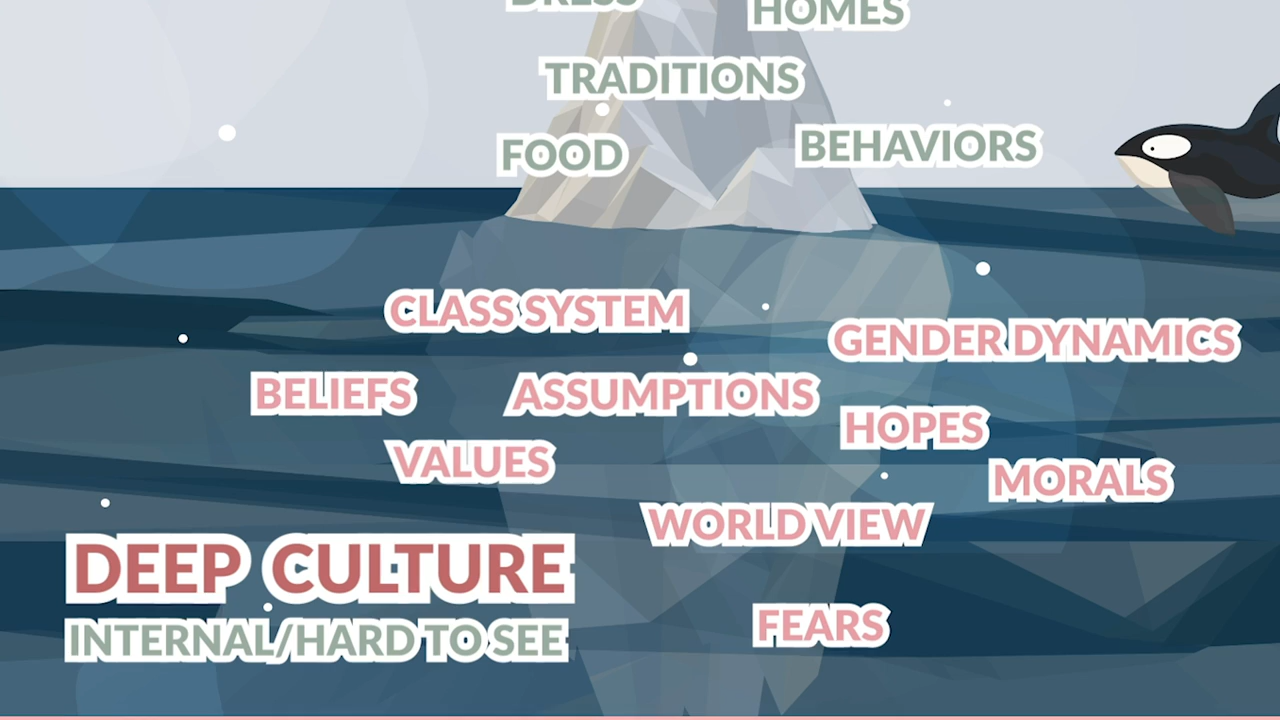 DRESS
HOMES
TRADITIONS
BEHAVIORS
FOOD
CLASS SYSTEM
GENDER DYNAMICS
BELIEFS
ASSUMPTIONS
HOPES
VALUES
MORALS
WORLD VIEW
DEEP CULTURE
FEARS
INTERNAL/HARD TO SEE